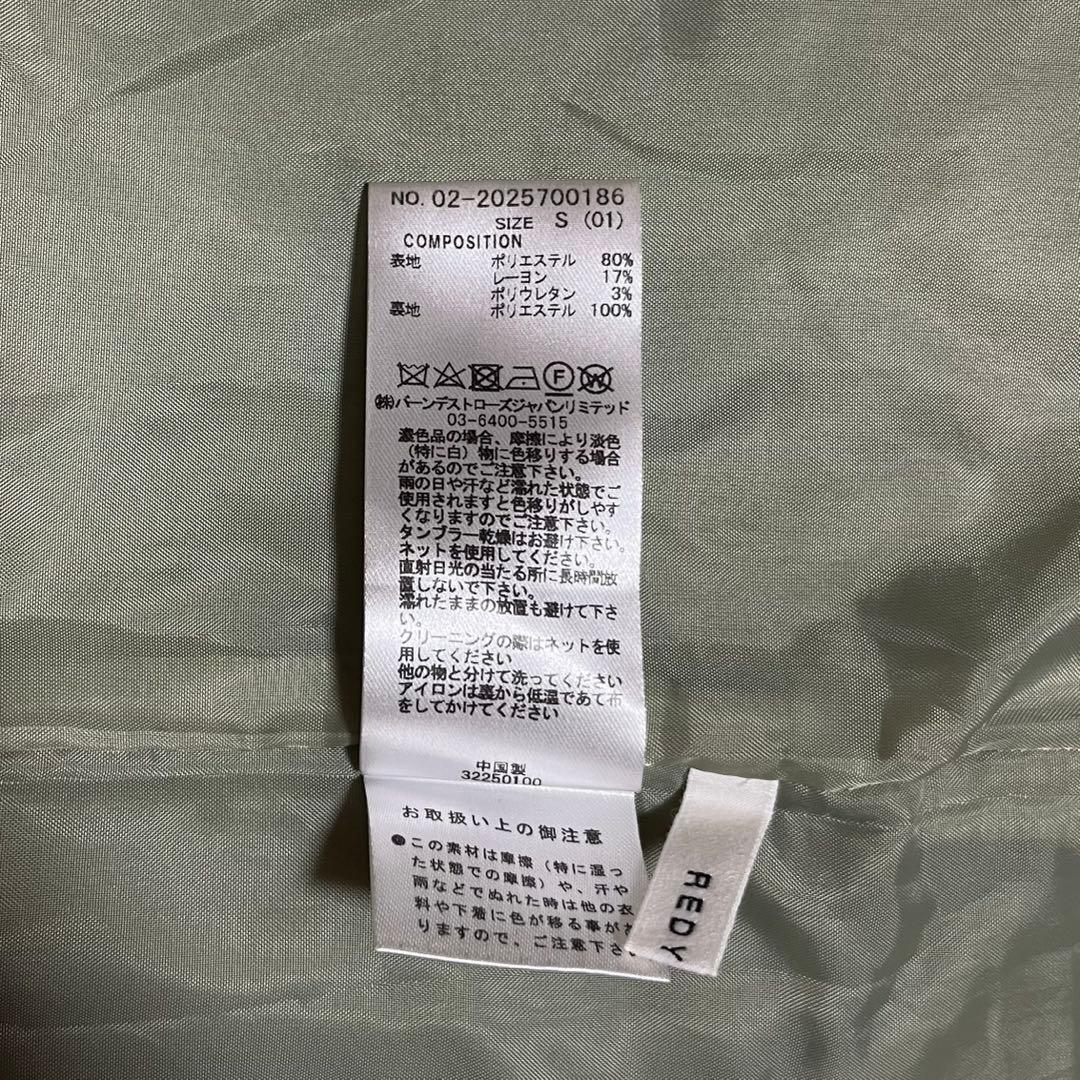 NO. 02-2025700186
SIZE S (01)
COMPOSITION
表地 ポリエステル 80%
レーヨン 17%
ポリウレタン 3%
裏地 ポリエステル 100%
F W
㈱バーンデストローズジャパンリミテッド
03-6400-5515
濃色品の場合、摩擦により淡色
（特に白）物に色移りする場合
があるのでご注意下さい。
雨の日や汗など濡れた状態でご
使用されますと色移りがしやす
くなりますのでご注意下さい。
タンブラー乾燥はお避け下さい。
ネットを使用してください。
直射日光の当たる所に長時間放
置しないで下さい。
濡れたままの放置も避けて下さ
い。
クリーニングの際はネットを使
用してください
他の物と分けて洗ってください
アイロンは裏から低温であて布
をしてかけてください
中国製
32250100
お取扱い上の御注意
●この素材は摩擦（特に湿っ
た状態での摩擦）や、汗や
雨などでぬれた時は他の衣
料や下着に色が移る事があ
りますので、ご注意下さ
REDY